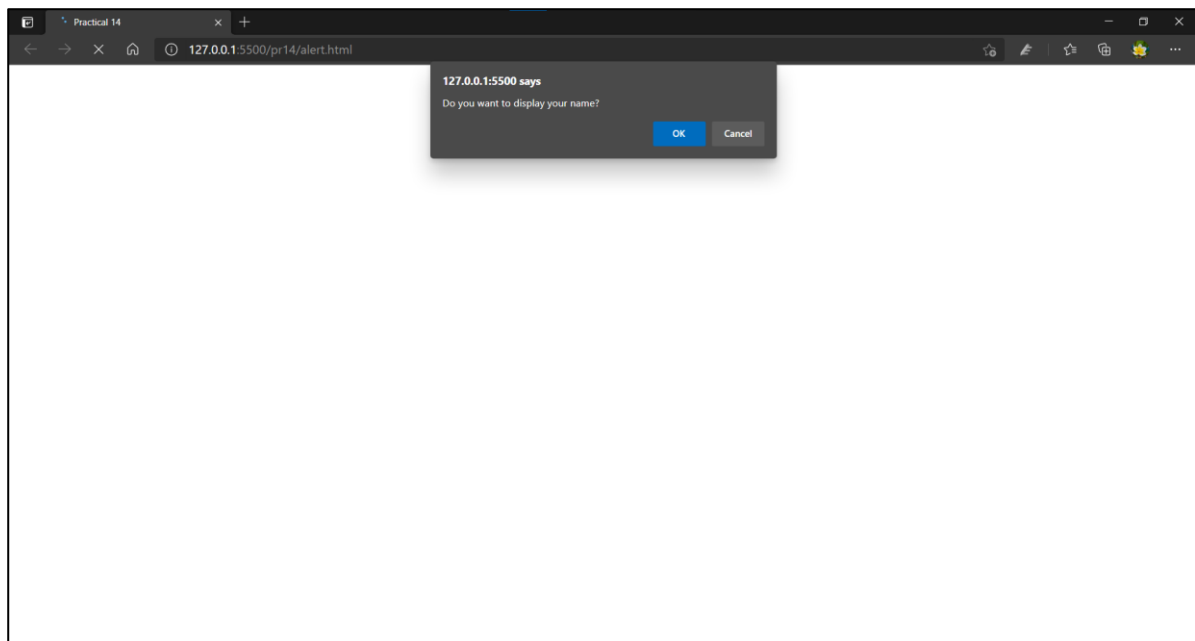 Practical 14
127.0.0.1:5500/pr14/alert.html
127.0.0.1:5500 says
Do you want to display your name?
OK Cancel